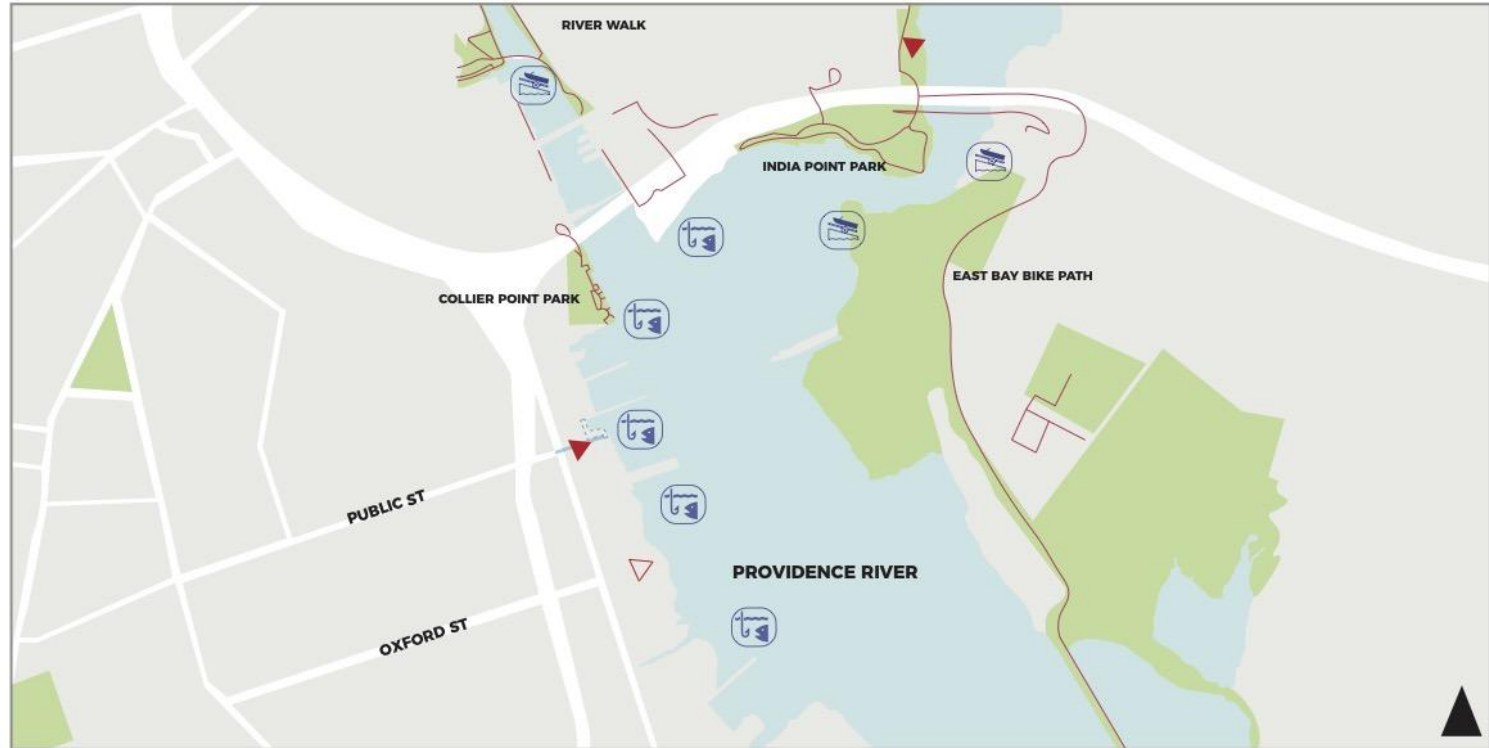 RIVER WALK
INDIA POINT PARK
EAST BAY BIKE PATH
COLLIER POINT PARK
PUBLIC ST
PROVIDENCE RIVER
OXFORD ST